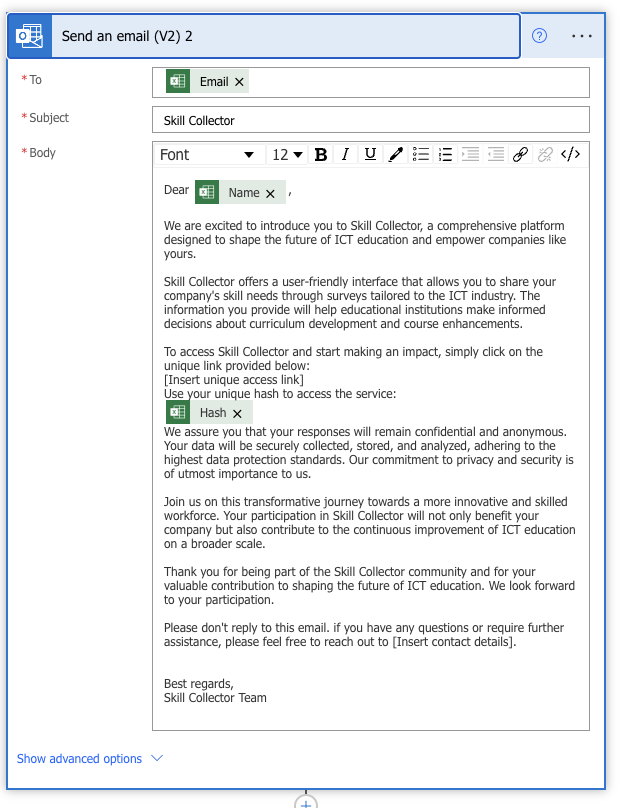 Send an email (V2) 2
* To
Email ×
* Subject
Skill Collector
* Body
Font 12 B I U </>
Dear Name × ,
We are excited to introduce you to Skill Collector, a comprehensive platform
designed to shape the future of ICT education and empower companies like
yours.
Skill Collector offers a user-friendly interface that allows you to share your
company's skill needs through surveys tailored to the ICT industry. The
information you provide will help educational institutions make informed
decisions about curriculum development and course enhancements.
To access Skill Collector and start making an impact, simply click on the
unique link provided below:
[Insert unique access link]
Use your unique hash to access the service:
Hash ×
We assure you that your responses will remain confidential and anonymous.
Your data will be securely collected, stored, and analyzed, adhering to the
highest data protection standards. Our commitment to privacy and security is
of utmost importance to us.
Join us on this transformative journey towards a more innovative and skilled
workforce. Your participation in Skill Collector will not only benefit your
company but also contribute to the continuous improvement of ICT education
on a broader scale.
Thank you for being part of the Skill Collector community and for your
valuable contribution to shaping the future of ICT education. We look forward
to your participation.
Please don't reply to this email. if you have any questions or require further
assistance, please feel free to reach out to [Insert contact details].
Best regards,
Skill Collector Team
Show advanced options